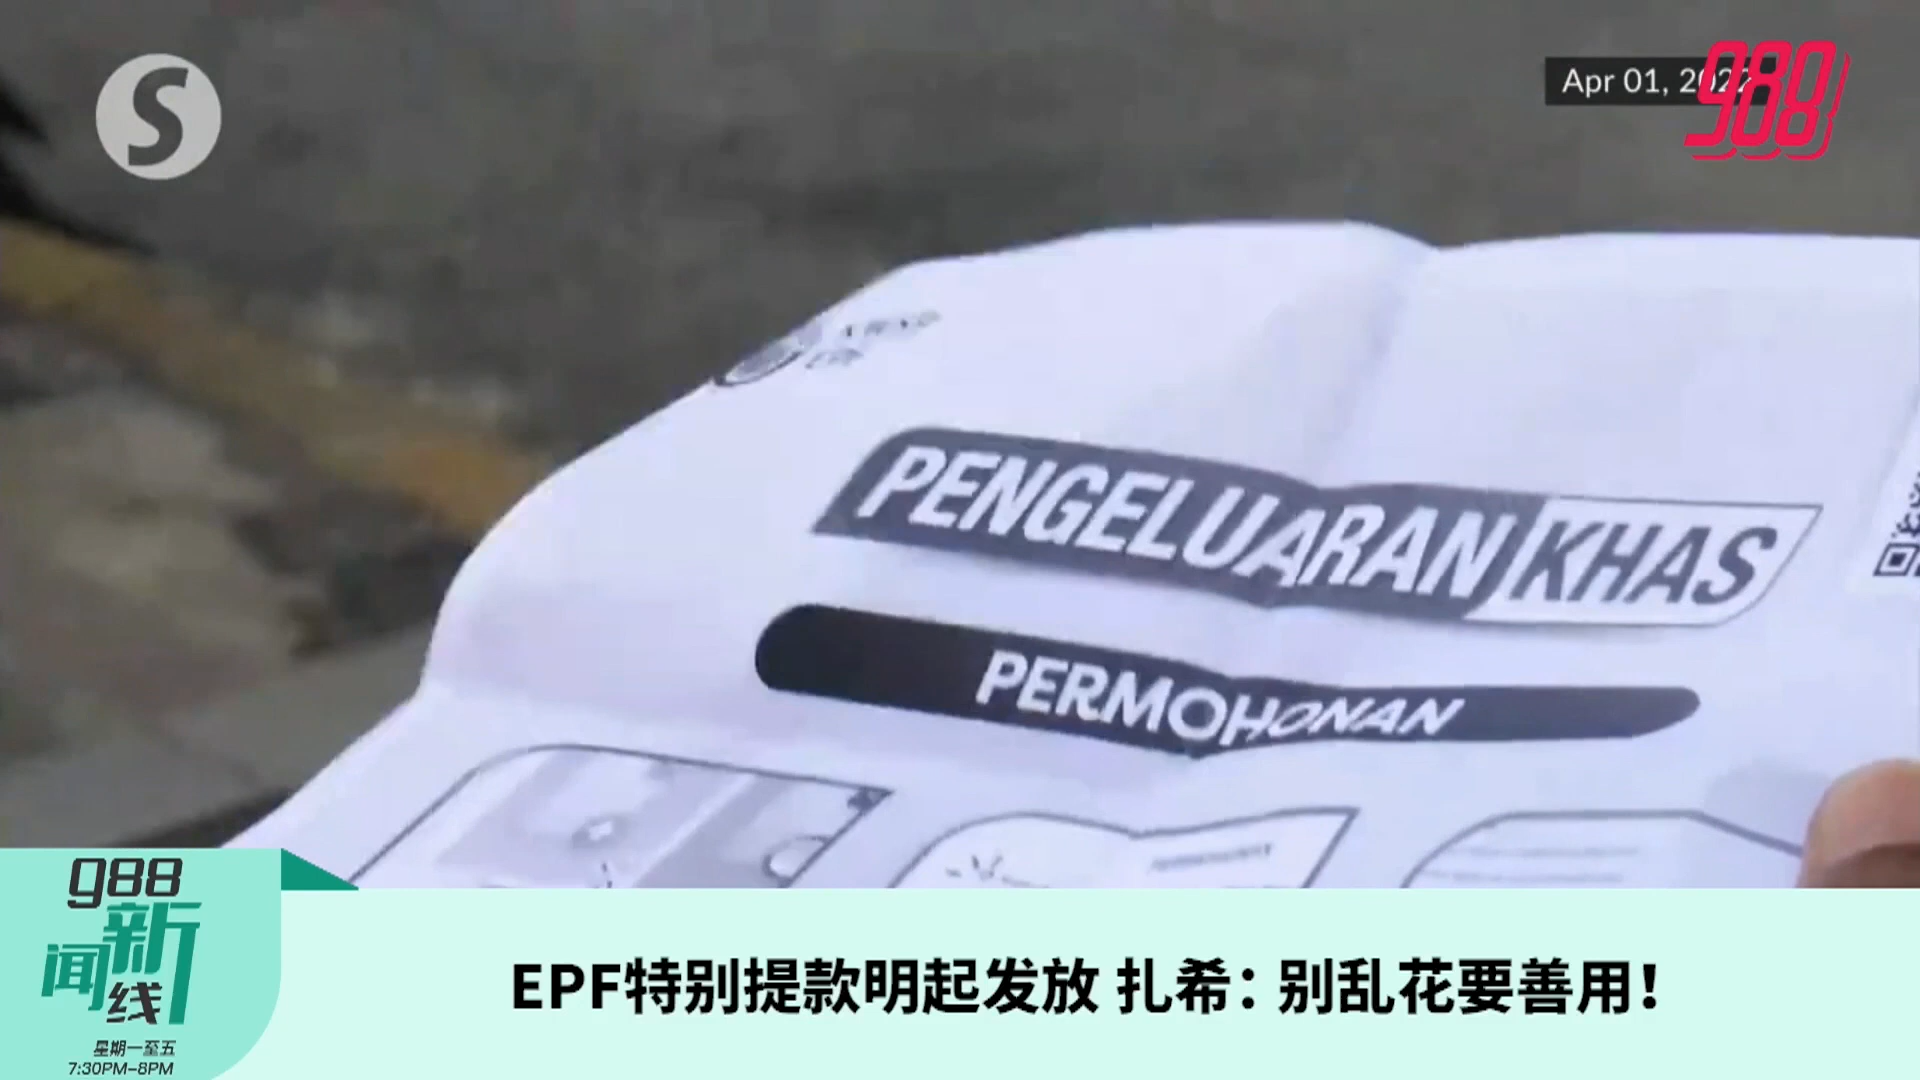 S
Apr 01, 2022
988
PENGELUARAN KHAS
PERMOHONAN
988
新
闻
线
星期一至五
7:30PM-8PM
EPF特别提款明起发放 扎希：别乱花要善用！